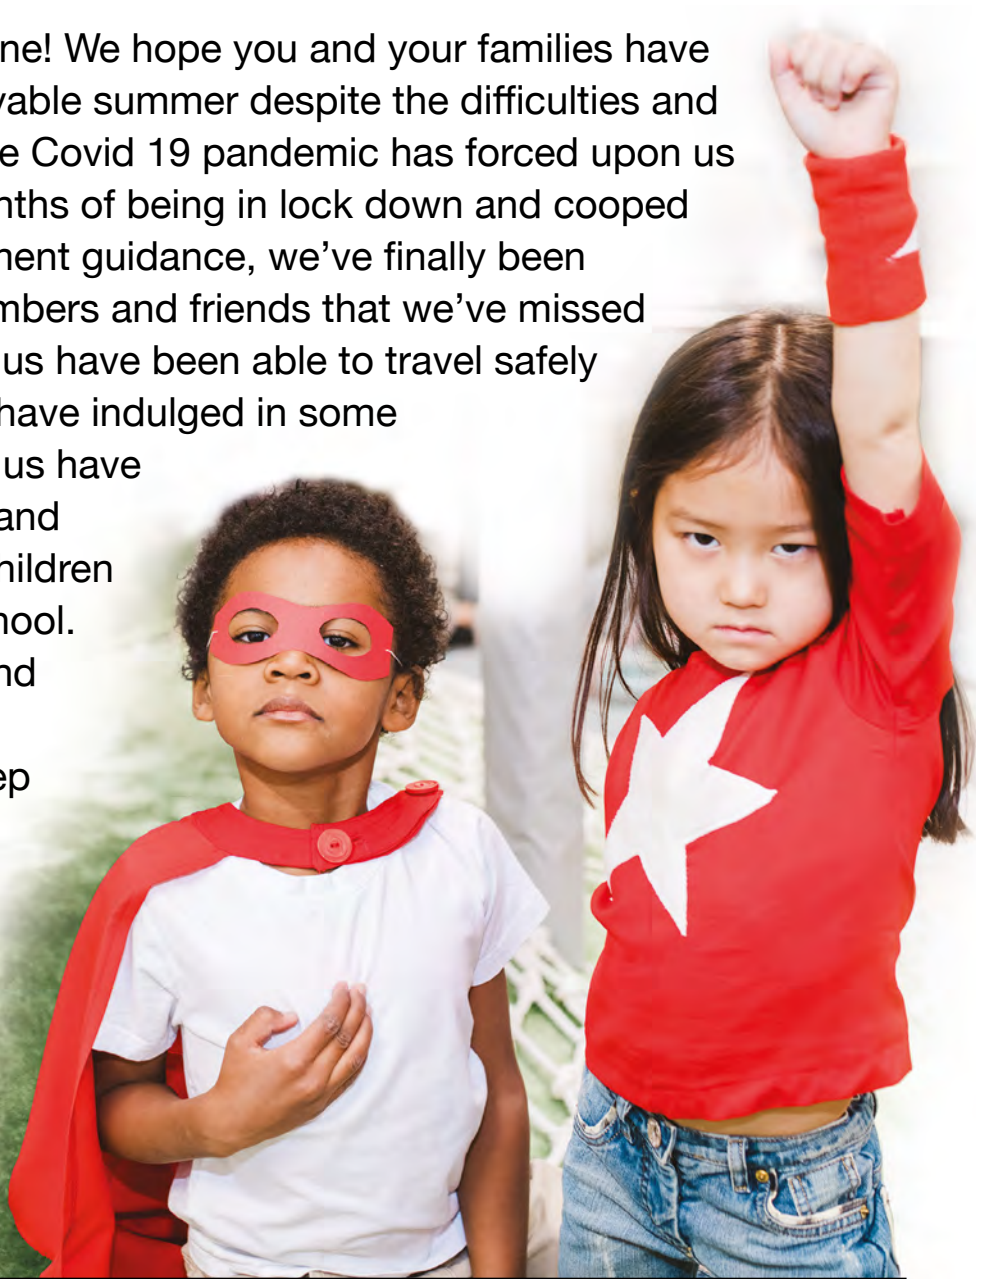 ne! We hope you and your families have
yable summer despite the difficulties and
e Covid 19 pandemic has forced upon us
nths of being in lock down and cooped
ment guidance, we’ve finally been
mbers and friends that we’ve missed
us have been able to travel safely
have indulged in some
us have
and
hildren
hool.
nd
ep